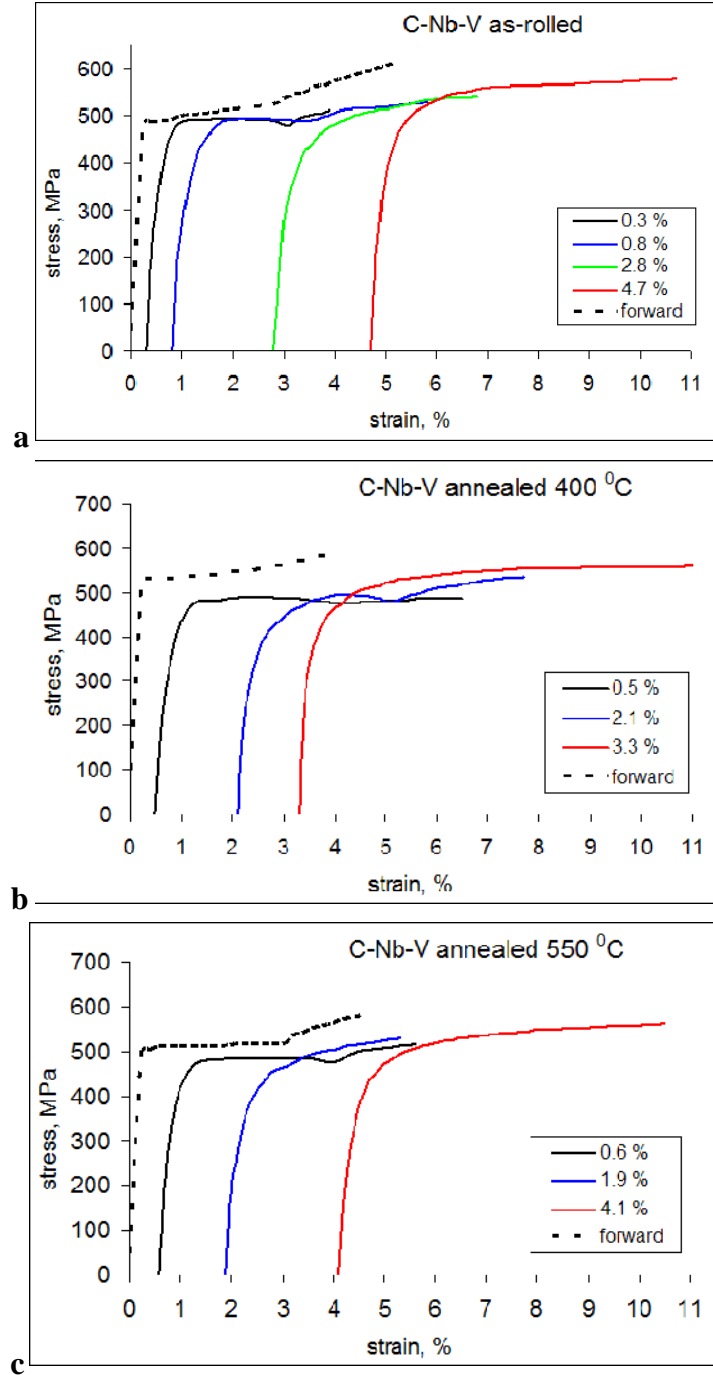 C-Nb-V as-rolled
600
500
400
300
200
100
0
stress, MPa
0 1 2 3 4 5 6 7 8 9 10 11
strain, %
0.3 %
0.8 %
2.8 %
4.7 %
forward
a
C-Nb-V annealed 400 ⁰C
700
600
500
400
300
200
100
0
stress, MPa
0 1 2 3 4 5 6 7 8 9 10 11
strain, %
0.5 %
2.1 %
3.3 %
forward
b
C-Nb-V annealed 550 ⁰C
700
600
500
400
300
200
100
0
stress, MPa
0 1 2 3 4 5 6 7 8 9 10 11
strain, %
0.6 %
1.9 %
4.1 %
forward
c